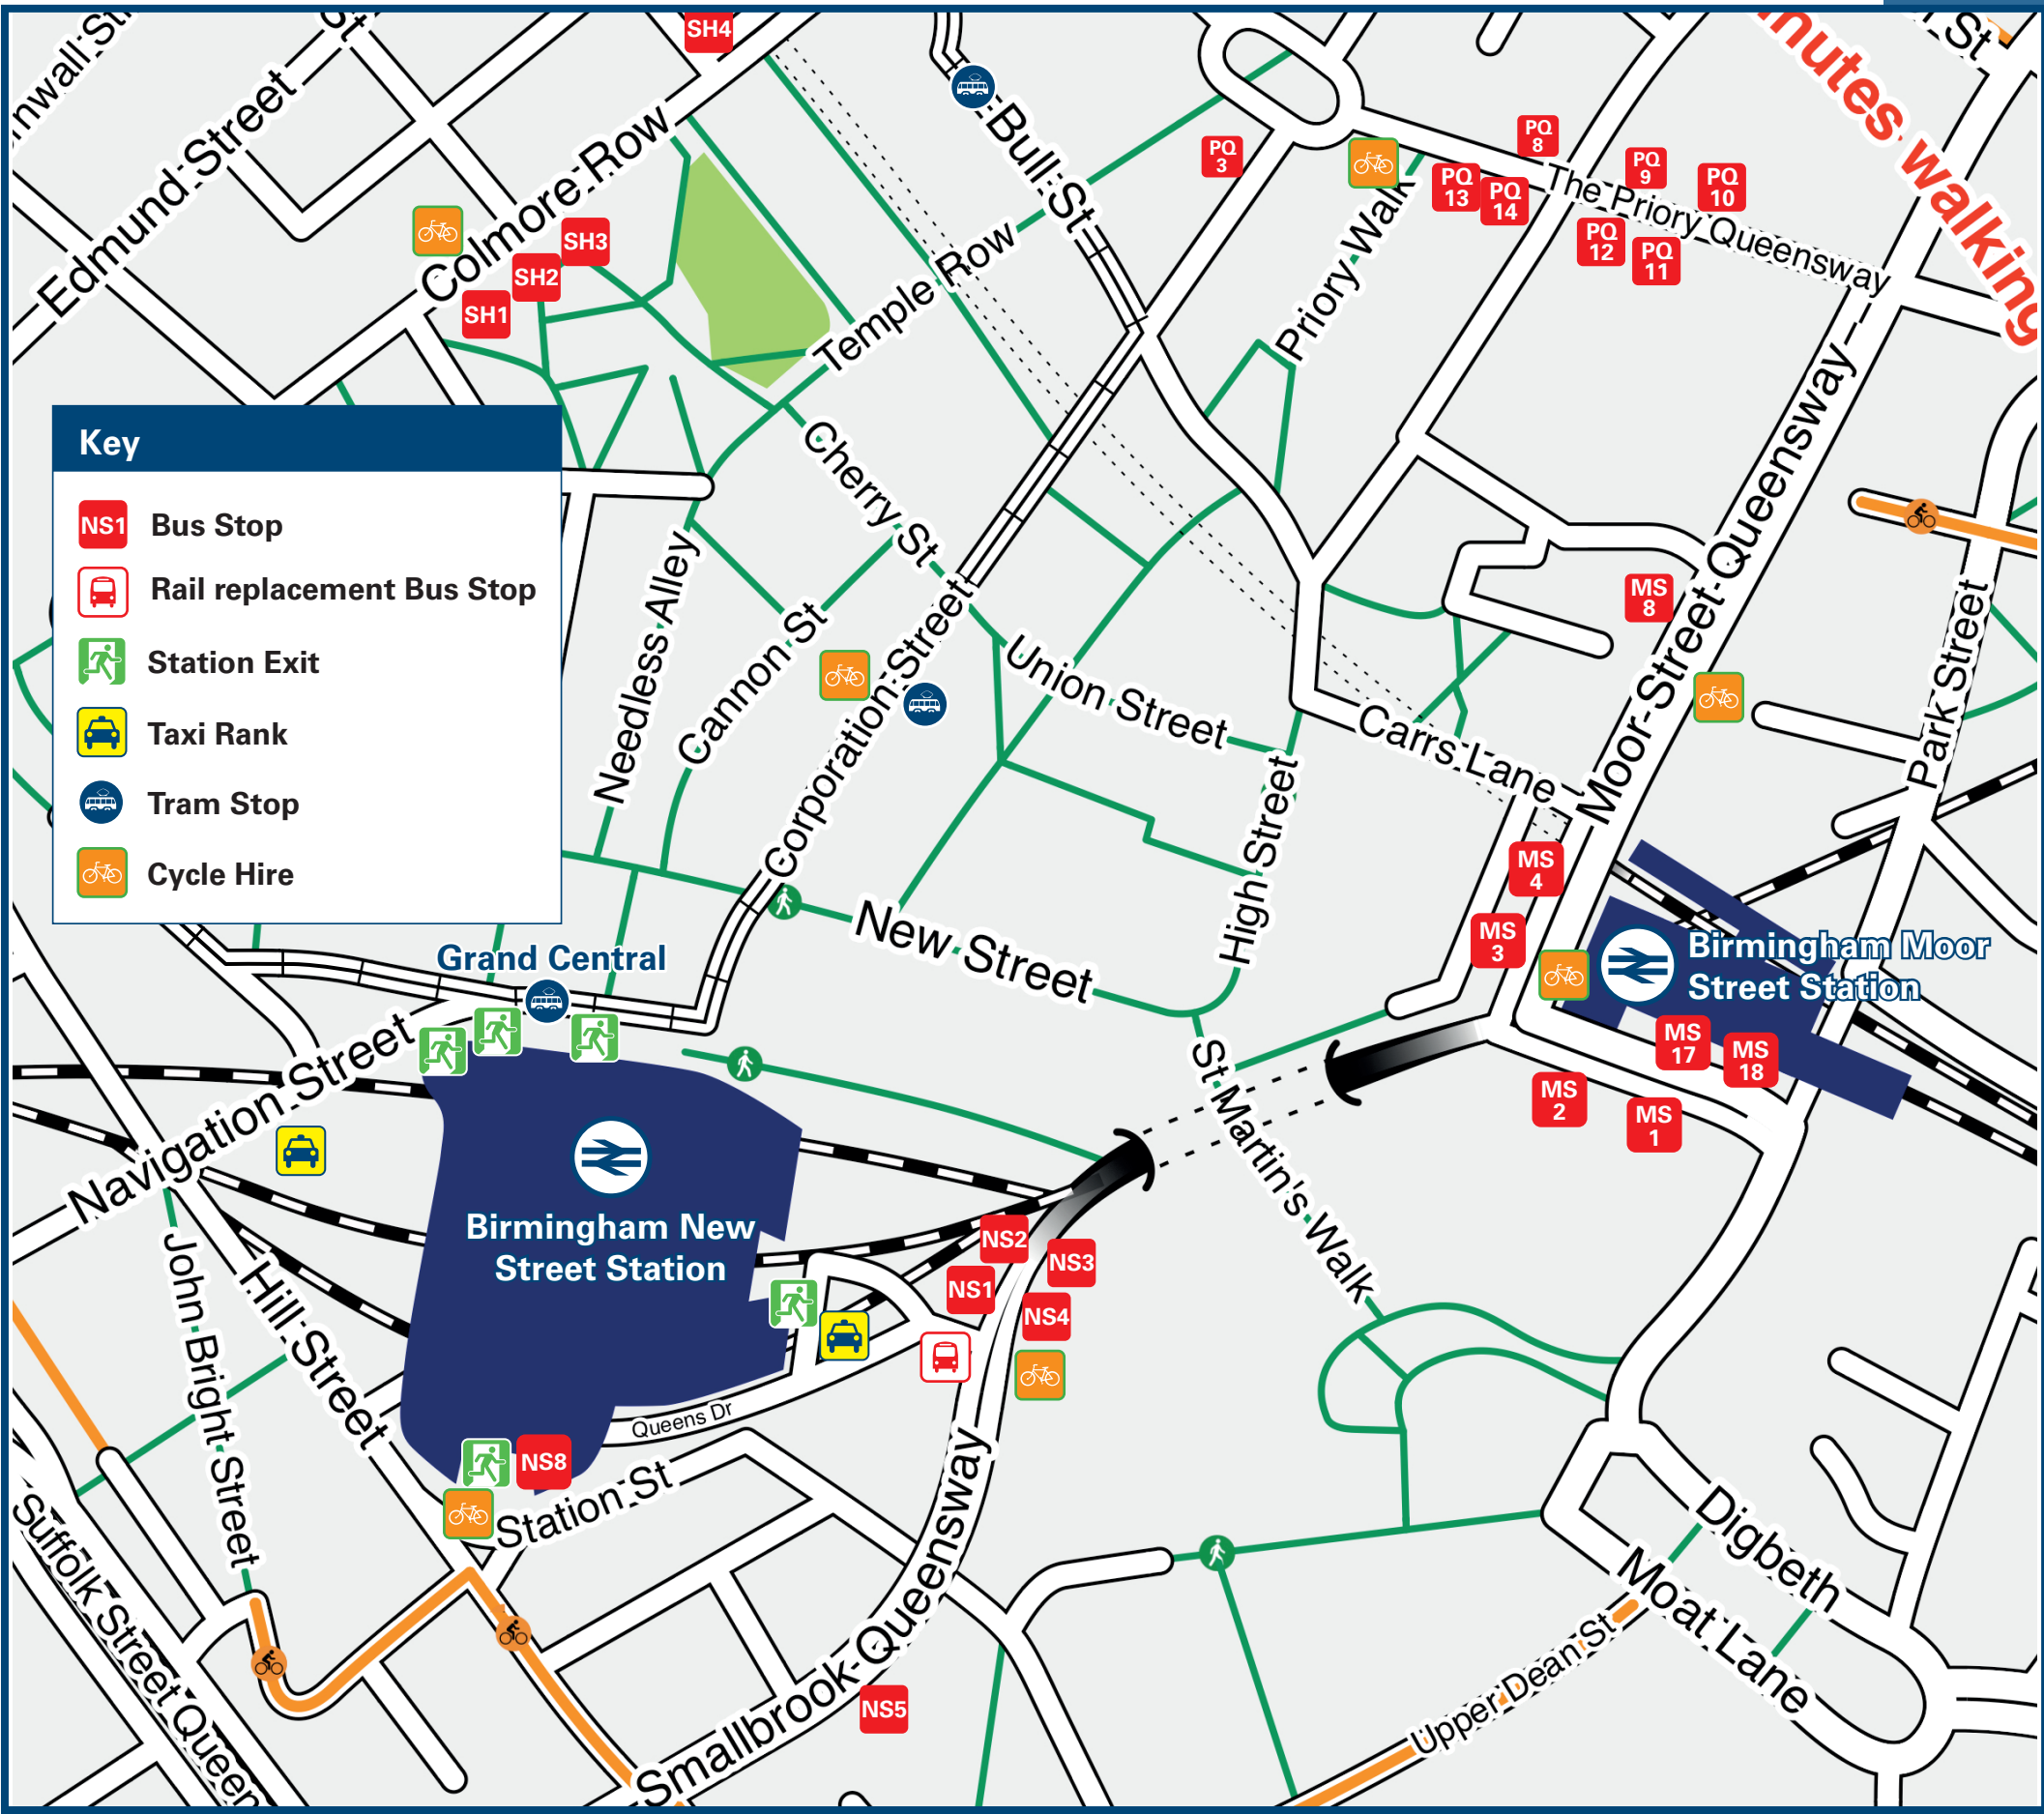 SH4
St
nutes walking
nwall St
St
Edmund Street
Colmore Row
Bull St
PQ
3
PQ
8
PQ
9
PQ
10
PQ
13
PQ
14
The Priory Queensway
PQ
12
PQ
11
SH3
SH2
SH1
Temple Row
Priory Walk
Cherry St
Key
NS1 Bus Stop
Rail replacement Bus Stop
Station Exit
Taxi Rank
Tram Stop
Cycle Hire
Needless Alley
Cannon St
Corporation Street
Union Street
Carrs Lane
MS
8
Moor Street Queensway
Park Street
High Street
New Street
MS
4
MS
3
Birmingham Moor
Street Station
Grand Central
MS
17
MS
18
MS
2
MS
1
Navigation Street
St Martin's Walk
Birmingham New
Street Station
NS2
NS3
NS1
NS4
John Bright Street
Hill Street
Queens Dr
NS8
Station St
Suffolk Street Queens
Smallbrook Queensway
NS5
Digbeth
Moat Lane
Upper Dean St